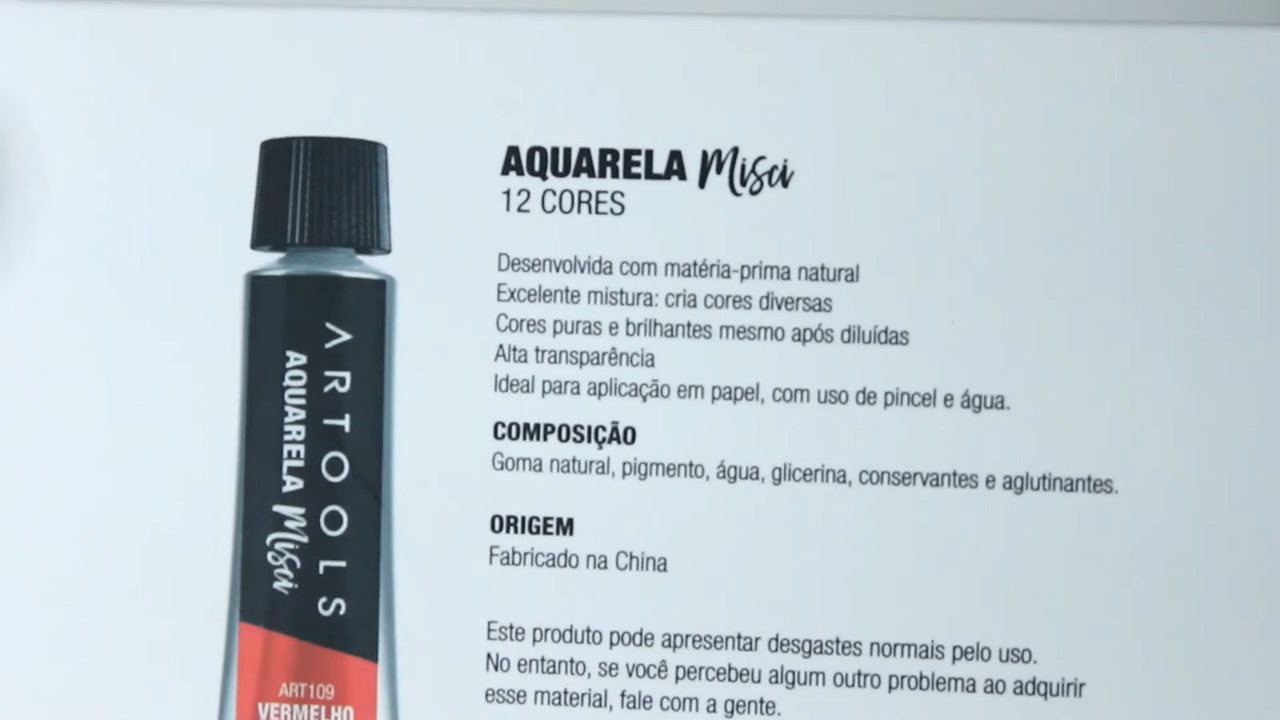 AQUARELA Misci
12 CORES
Desenvolvida com matéria-prima natural
Excelente mistura: cria cores diversas
Cores puras e brilhantes mesmo após diluídas
Alta transparência
Ideal para aplicação em papel, com uso de pincel e água.
COMPOSIÇÃO
Goma natural, pigmento, água, glicerina, conservantes e aglutinantes.
ORIGEM
Fabricado na China
Este produto pode apresentar desgastes normais pelo uso.
No entanto, se você percebeu algum outro problema ao adquirir
esse material, fale com a gente.
ARTOOLS
AQUARELA Misci
ART109
VERMELHO